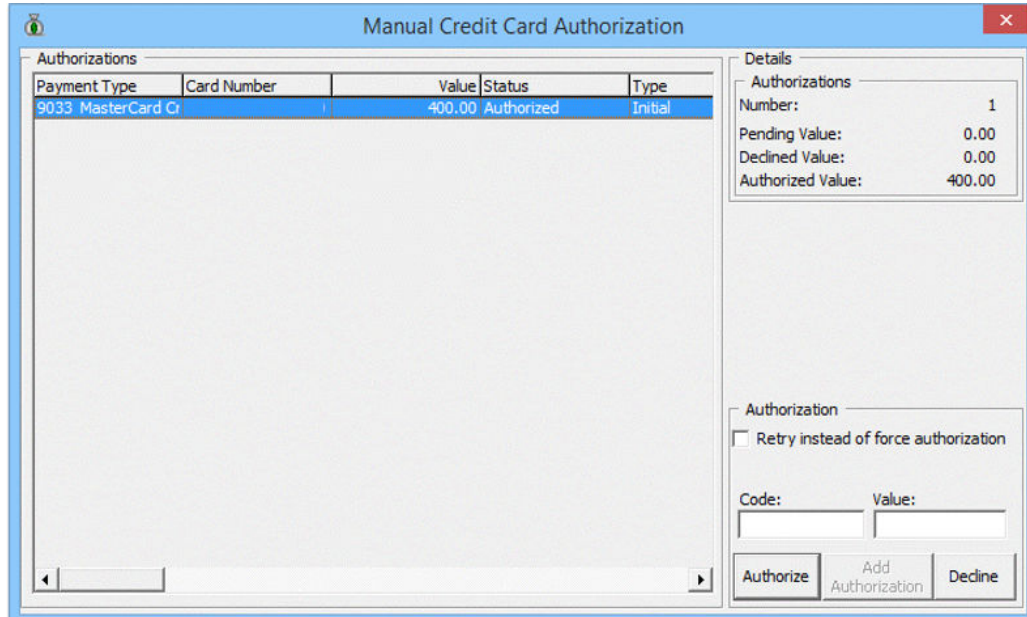 Manual Credit Card Authorization
Authorizations
Payment Type Card Number Value Status Type
9033 MasterCard Cr 400.00 Authorized Initial
Details
Authorizations
Number: 1
Pending Value: 0.00
Declined Value: 0.00
Authorized Value: 400.00
Authorization
Retry instead of force authorization
Code: Value:
Authorize Add Authorization Decline